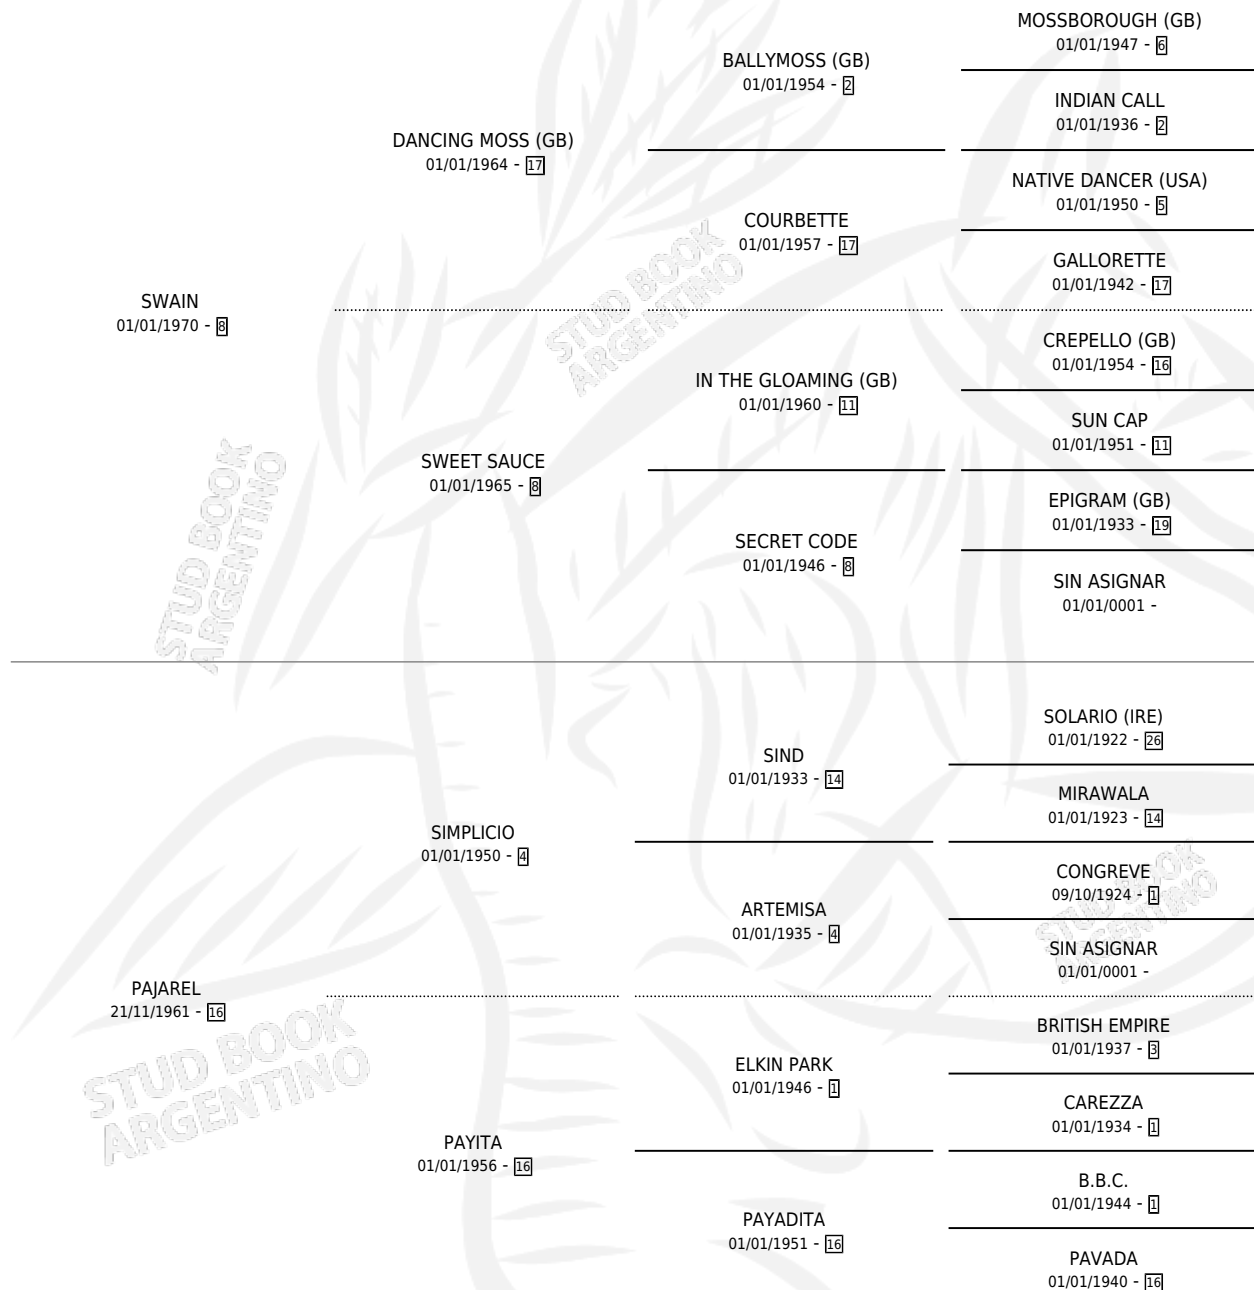 MOSSBOROUGH (GB)
01/01/1947 - 6
BALLYMOSS (GB)
01/01/1954 - 2
INDIAN CALL
01/01/1936 - 2
DANCING MOSS (GB)
01/01/1964 - 17
NATIVE DANCER (USA)
01/01/1950 - 5
COURBETTE
01/01/1957 - 17
GALLORETTE
01/01/1942 - 17
SWAIN
01/01/1970 - 8
CREPELLO (GB)
01/01/1954 - 16
IN THE GLOAMING (GB)
01/01/1960 - 11
SUN CAP
01/01/1951 - 11
SWEET SAUCE
01/01/1965 - 8
EPIGRAM (GB)
01/01/1933 - 19
SECRET CODE
01/01/1946 - 8
SIN ASIGNAR
01/01/0001 -
SOLARIO (IRE)
01/01/1922 - 26
SIND
01/01/1933 - 14
MIRAWALA
01/01/1923 - 14
SIMPLICIO
01/01/1950 - 4
CONGREVE
09/10/1924 - 1
ARTEMISA
01/01/1935 - 4
SIN ASIGNAR
01/01/0001 -
PAJAREL
21/11/1961 - 16
BRITISH EMPIRE
01/01/1937 - 3
ELKIN PARK
01/01/1946 - 1
CAREZZA
01/01/1934 - 1
PAYITA
01/01/1956 - 16
B.B.C.
01/01/1944 - 1
PAYADITA
01/01/1951 - 16
PAVADA
01/01/1940 - 16
STUD BOOK
ARGENTINO
STUD BOOK
ARGENTINO
STUD BOOK
ARGENTINO
STUD BOOK
ARGENTINO